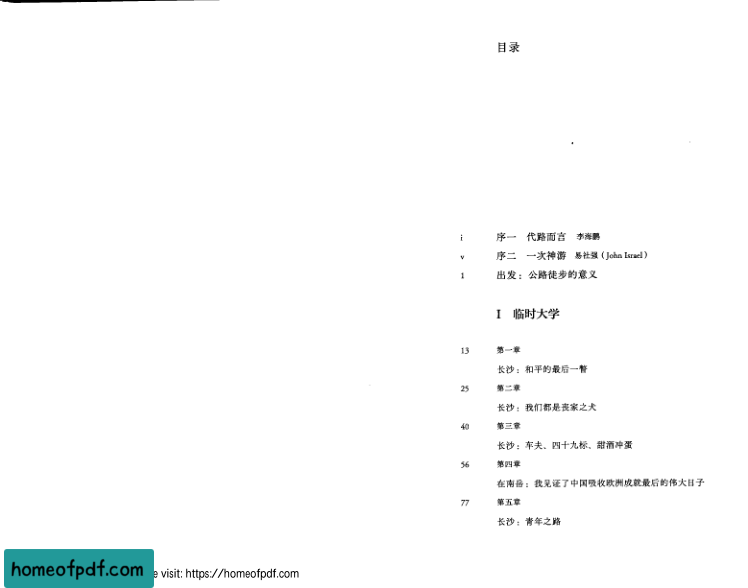 目录
i 序一 代路而言 李海鹏
v 序二 一次神游 易社强（John Israel）
1 出发：公路徒步的意义
I 临时大学
13 第一章
长沙：和平的最后一瞥
25 第二章
长沙：我们都是丧家之犬
40 第三章
长沙：车夫、四十九标、甜酒冲蛋
56 第四章
在南岳：我见证了中国吸收欧洲成就最后的伟大日子
77 第五章
长沙：青年之路
homeofpdf.com
e visit: https://homeofpdf.com